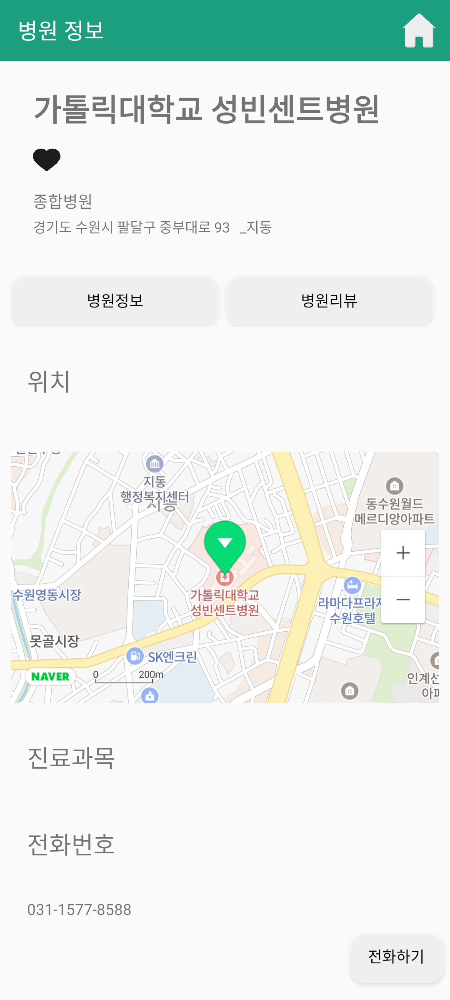 병원 정보
가톨릭대학교 성빈센트병원
종합병원
경기도 수원시 팔달구 중부대로 93 _지동
병원정보
병원리뷰
위치
지동
행정복지센터
지동
동수원월드
메르디앙아파트
+
−
수원영동시장
가톨릭대학교
성빈센트병원
라마다프라자
수원호텔
못골시장
SK엔크린
NAVER
0 200m
인계선
진료과목
전화번호
031-1577-8588
전화하기